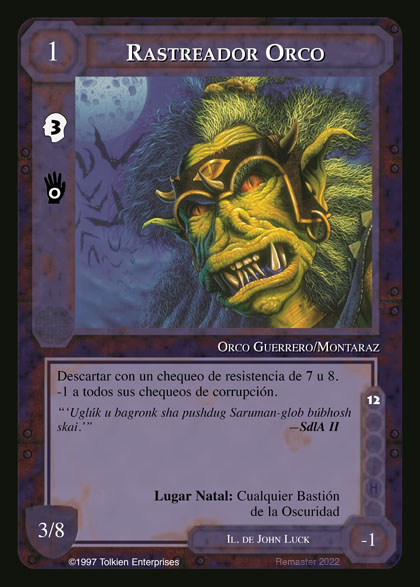 1
RASTREADOR ORCO
3
0
ORCO GUERRERO/MONTARAZ
Descartar con un chequeo de resistencia de 7 u 8.
-1 a todos sus chequeos de corrupción.
“‘Uglúk u bagronk sha pushdug Saruman-glob búbhosh
skai.’” —SdlA II
12
H
Lugar Natal: Cualquier Bastión
de la Oscuridad
3/8
IL. DE JOHN LUCK
-1
©1997 Tolkien Enterprises
Remaster 2022